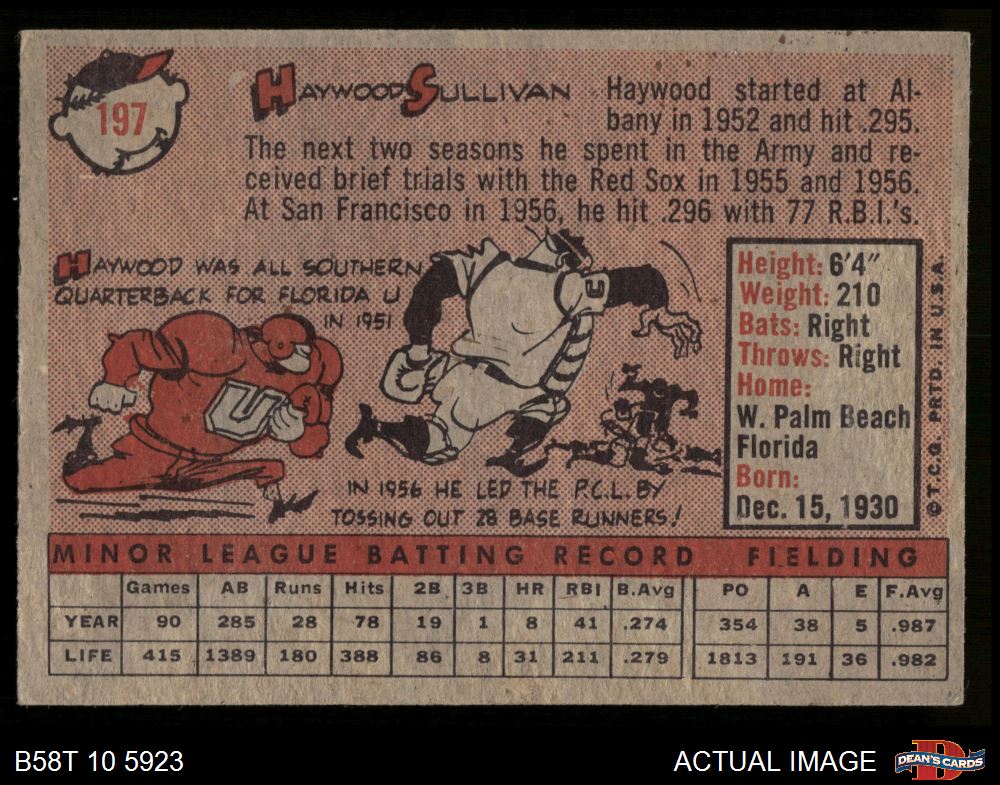 197
HAYWOOD SULLIVAN
Haywood started at Al-
bany in 1952 and hit .295.
The next two seasons he spent in the Army and re-
ceived brief trials with the Red Sox in 1955 and 1956.
At San Francisco in 1956, he hit .296 with 77 R.B.I.'s.
HAYWOOD WAS ALL SOUTHERN
QUARTERBACK FOR FLORIDA U
IN 1951
U
U
IN 1956 HE LED THE P.C.L. BY
TOSSING OUT 28 BASE RUNNERS!
Height: 6'4"
Weight: 210
Bats: Right
Throws: Right
Home:
W. Palm Beach
Florida
Born:
Dec. 15, 1930
© T.C.G. PRTD. IN U.S.A.
MINOR LEAGUE BATTING RECORD FIELDING
Games AB Runs Hits 2B 3B HR RBI B.Avg PO A E F.Avg
YEAR 90 285 28 78 19 1 8 41 .274 354 38 5 .987
LIFE 415 1389 180 388 86 8 31 211 .279 1813 191 36 .982
B58T 10 5923
ACTUAL IMAGE
D
DEAN'S CARDS